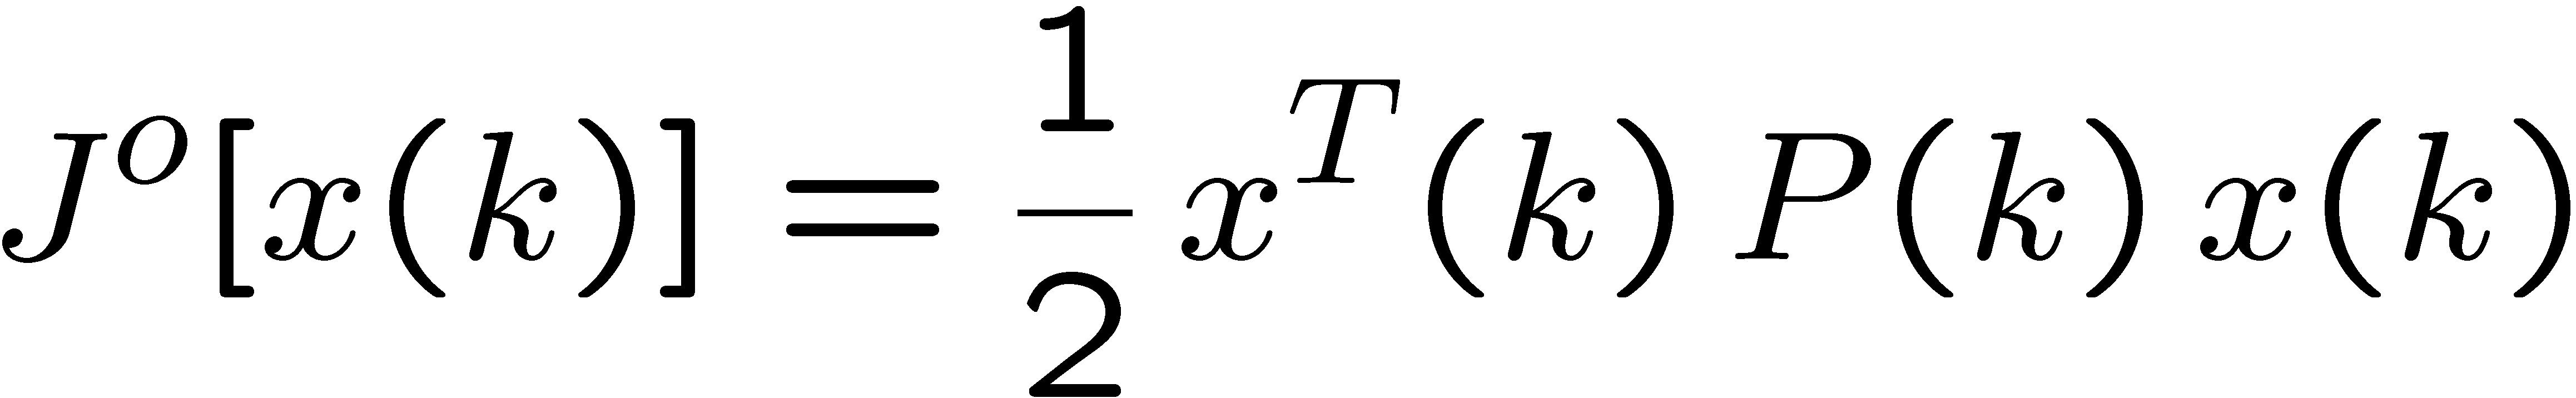 J^o[x(k)] = \frac{1}{2} x^T(k) P(k) x(k)